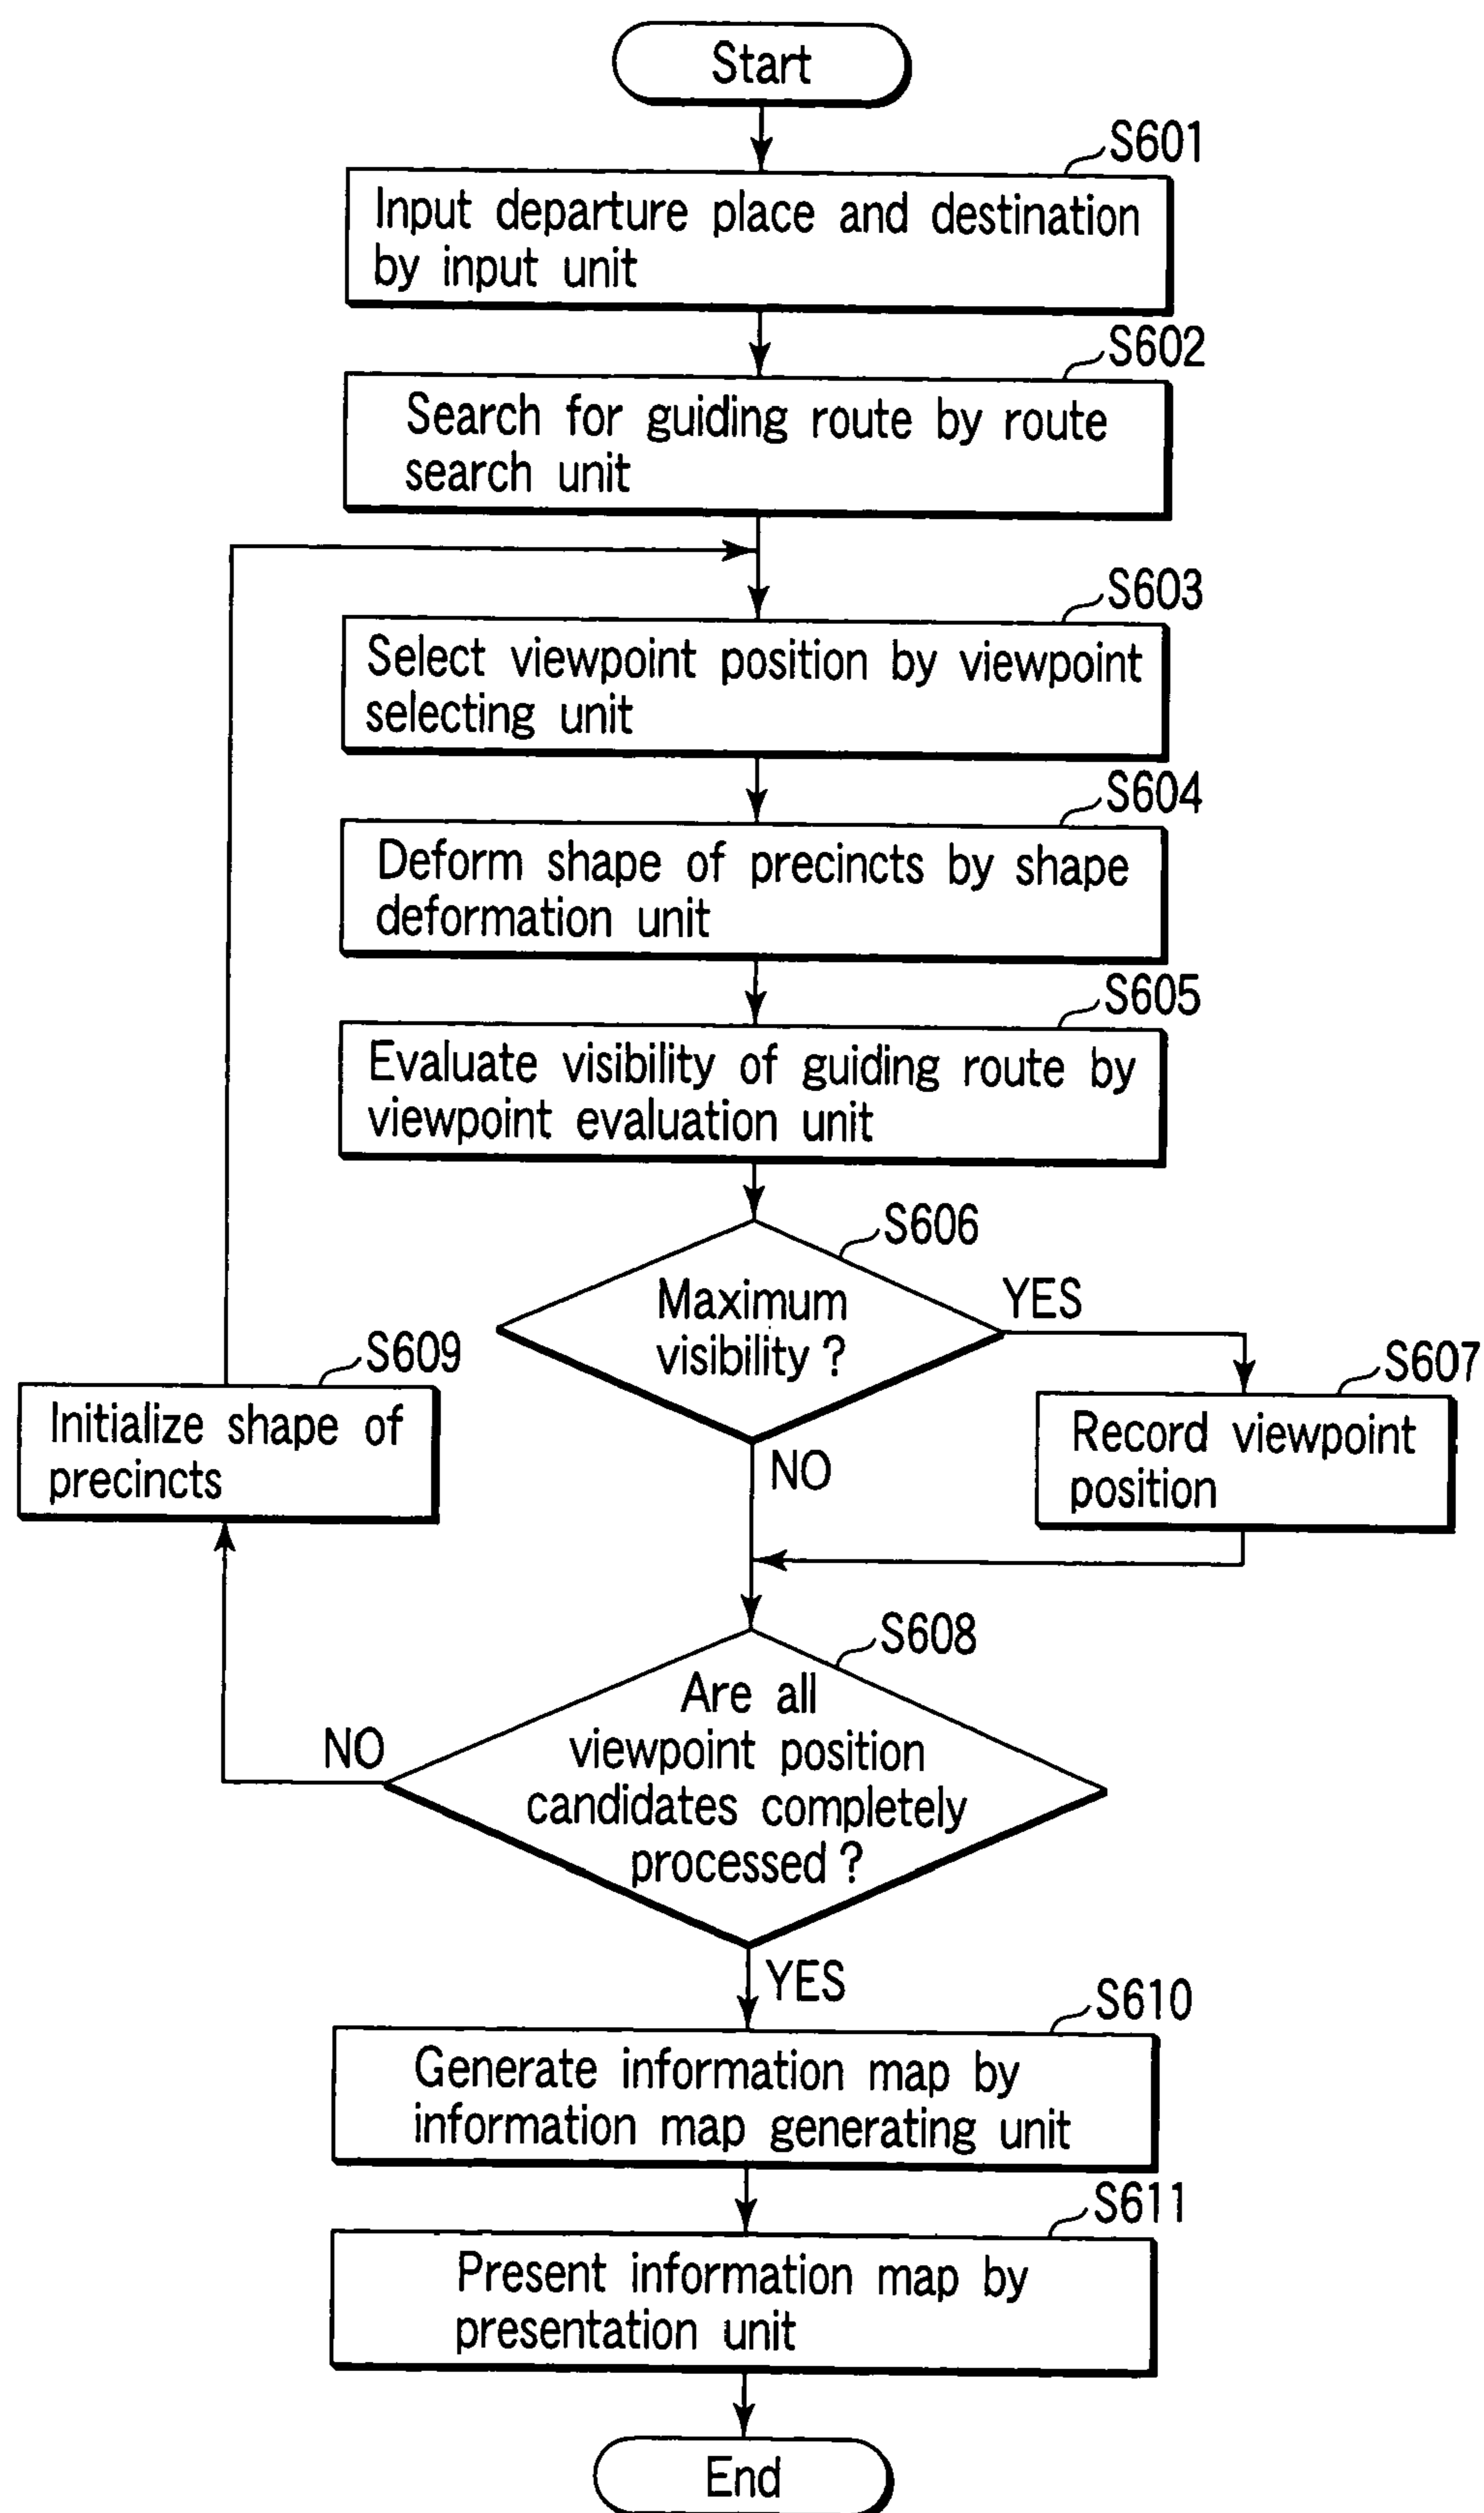 Start
S601
Input departure place and destination
by input unit
S602
Search for guiding route by route
search unit
S603
Select viewpoint position by viewpoint
selecting unit
S604
Deform shape of precincts by shape
deformation unit
S605
Evaluate visibility of guiding route by
viewpoint evaluation unit
S606
Maximum
visibility ?
YES
NO
S607
Record viewpoint
position
S609
Initialize shape of
precincts
S608
Are all
viewpoint position
candidates completely
processed ?
NO
YES
S610
Generate information map by
information map generating unit
S611
Present information map by
presentation unit
End